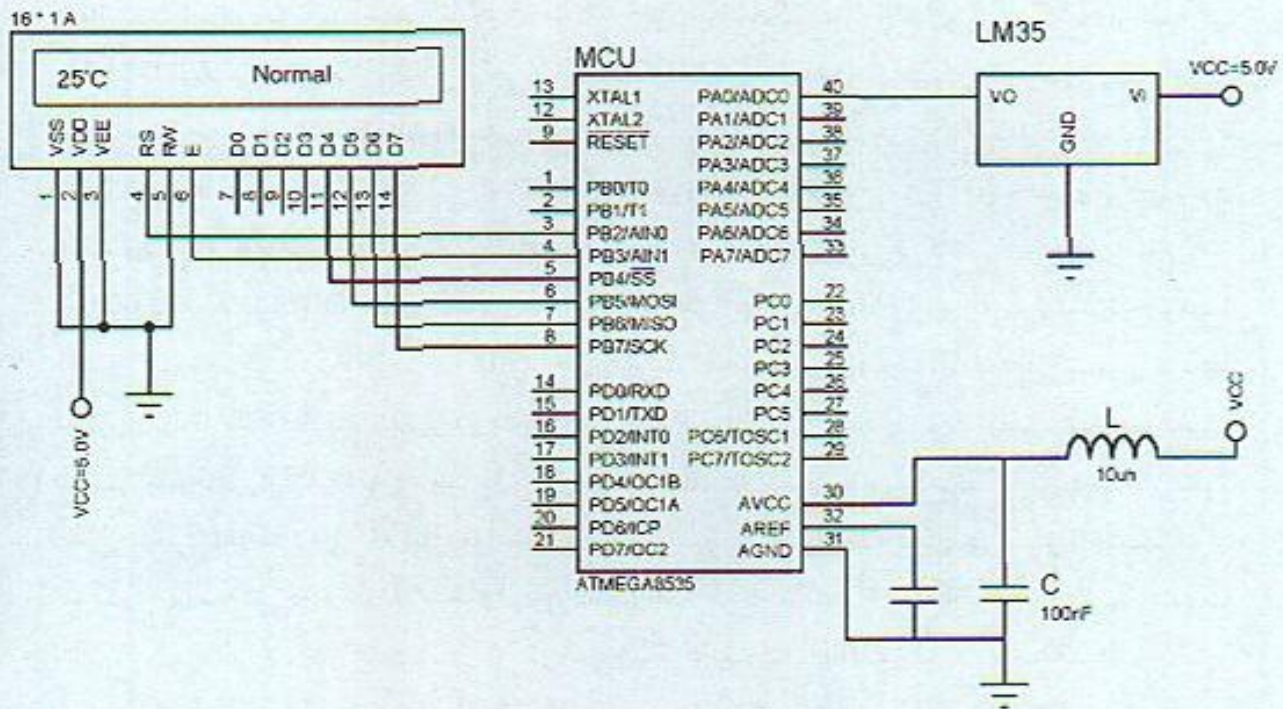 16 * 1 A
25°C Normal
VSS
VDD
VEE
RS
RW
E
D0
D1
D2
D3
D4
D5
D6
D7
1
2
3
4
5
6
7
8
9
10
11
12
13
14
VCC=5.0V
MCU
13 XTAL1
12 XTAL2
9 RESET
1 PB0/T0
2 PB1/T1
3 PB2/AIN0
4 PB3/AIN1
5 PB4/SS
6 PB5/MOSI
7 PB6/MISO
8 PB7/SCK
14 PD0/RXD
15 PD1/TXD
16 PD2/INT0
17 PD3/INT1
18 PD4/OC1B
19 PD5/OC1A
20 PD6/ICP
21 PD7/OC2
PA0/ADC0 40
PA1/ADC1 39
PA2/ADC2 38
PA3/ADC3 37
PA4/ADC4 36
PA5/ADC5 35
PA6/ADC6 34
PA7/ADC7 33
PC0 22
PC1 23
PC2 24
PC3 25
PC4 26
PC5 27
PC6/TOSC1 28
PC7/TOSC2 29
AVCC 30
AREF 32
AGND 31
ATMEGA8535
LM35
VO
VI
GND
VCC=5.0V
VCC
L
10uh
C
100nF